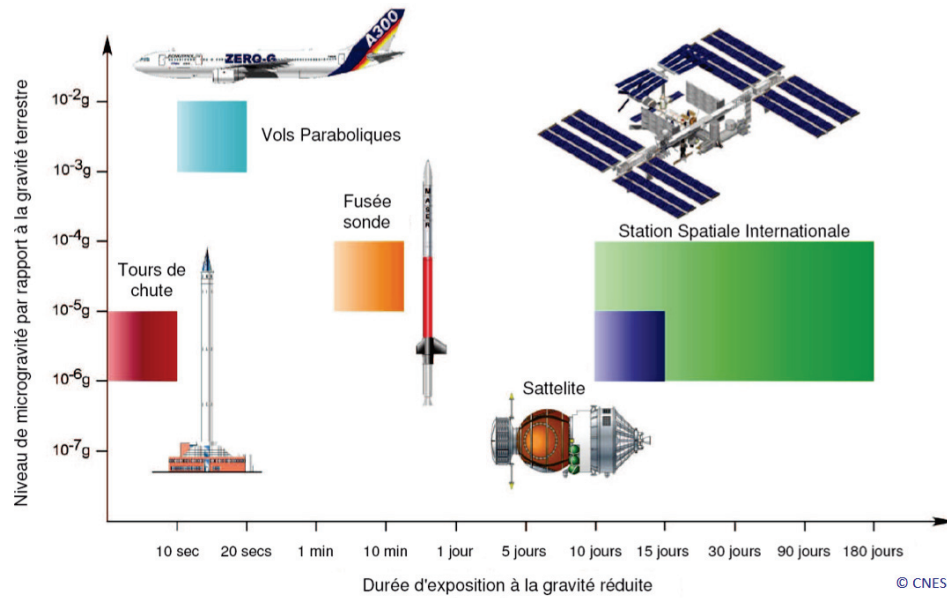 ZERO-G
A300
10⁻²g
Vols Paraboliques
10⁻³g
Fusée
sonde
MASER
10⁻⁴g
Station Spatiale Internationale
Tours de
chute
10⁻⁵g
10⁻⁶g
Sattelite
10⁻⁷g
Niveau de microgravité par rapport à la gravité terrestre
10 sec
20 secs
1 min
10 min
1 jour
5 jours
10 jours
15 jours
30 jours
90 jours
180 jours
Durée d'exposition à la gravité réduite
© CNES